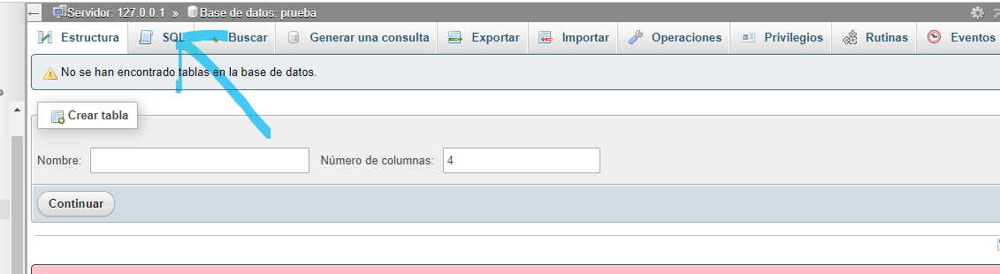 Servidor: 127.0.0.1 » Base de datos: prueba
Estructura SQL Buscar Generar una consulta Exportar Importar Operaciones Privilegios Rutinas Eventos
No se han encontrado tablas en la base de datos.
Crear tabla
Nombre: Número de columnas: 4
Continuar